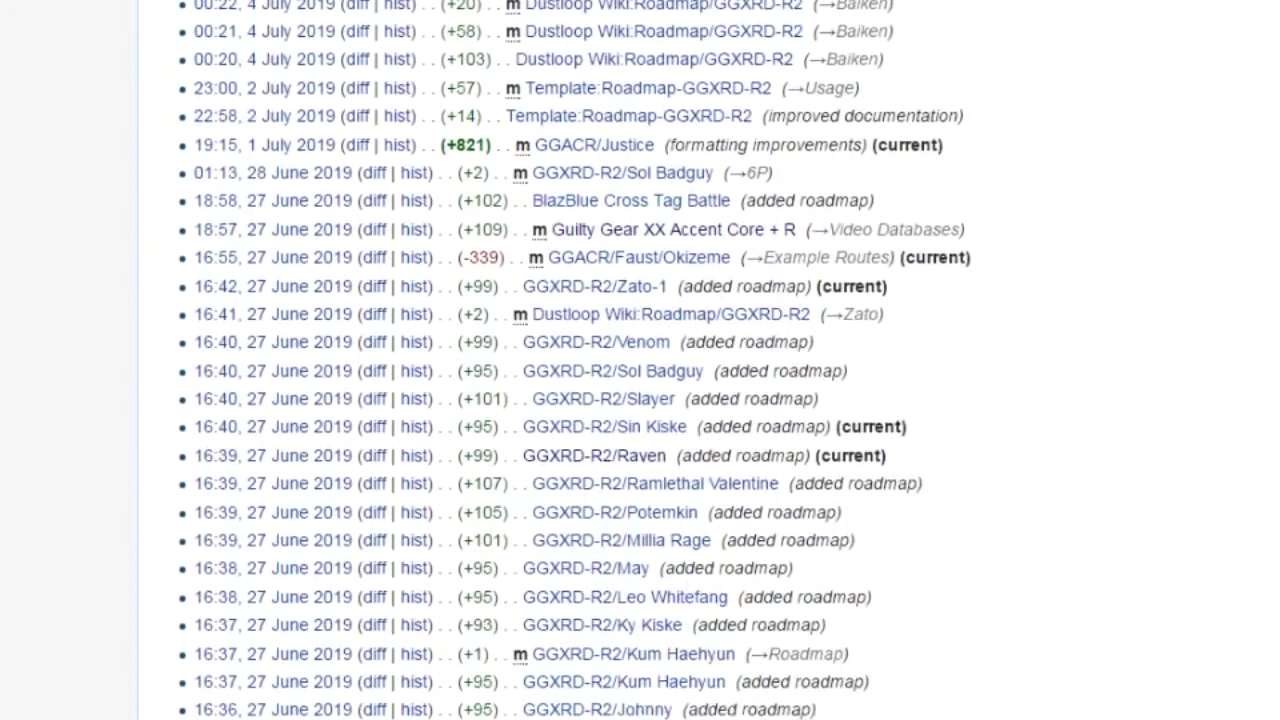 • 00:22, 4 July 2019 (diff | hist) . . (+20) . . m Dustloop Wiki:Roadmap/GGXRD-R2 (→Baiken)
• 00:21, 4 July 2019 (diff | hist) . . (+58) . . m Dustloop Wiki:Roadmap/GGXRD-R2 (→Baiken)
• 00:20, 4 July 2019 (diff | hist) . . (+103) . . Dustloop Wiki:Roadmap/GGXRD-R2 (→Baiken)
• 23:00, 2 July 2019 (diff | hist) . . (+57) . . m Template:Roadmap-GGXRD-R2 (→Usage)
• 22:58, 2 July 2019 (diff | hist) . . (+14) . . Template:Roadmap-GGXRD-R2 (improved documentation)
• 19:15, 1 July 2019 (diff | hist) . . (+821) . . m GGACR/Justice (formatting improvements) (current)
• 01:13, 28 June 2019 (diff | hist) . . (+2) . . m GGXRD-R2/Sol Badguy (→6P)
• 18:58, 27 June 2019 (diff | hist) . . (+102) . . BlazBlue Cross Tag Battle (added roadmap)
• 18:57, 27 June 2019 (diff | hist) . . (+109) . . m Guilty Gear XX Accent Core + R (→Video Databases)
• 16:55, 27 June 2019 (diff | hist) . . (-339) . . m GGACR/Faust/Okizeme (→Example Routes) (current)
• 16:42, 27 June 2019 (diff | hist) . . (+99) . . GGXRD-R2/Zato-1 (added roadmap) (current)
• 16:41, 27 June 2019 (diff | hist) . . (+2) . . m Dustloop Wiki:Roadmap/GGXRD-R2 (→Zato)
• 16:40, 27 June 2019 (diff | hist) . . (+99) . . GGXRD-R2/Venom (added roadmap)
• 16:40, 27 June 2019 (diff | hist) . . (+95) . . GGXRD-R2/Sol Badguy (added roadmap)
• 16:40, 27 June 2019 (diff | hist) . . (+101) . . GGXRD-R2/Slayer (added roadmap)
• 16:40, 27 June 2019 (diff | hist) . . (+95) . . GGXRD-R2/Sin Kiske (added roadmap) (current)
• 16:39, 27 June 2019 (diff | hist) . . (+99) . . GGXRD-R2/Raven (added roadmap) (current)
• 16:39, 27 June 2019 (diff | hist) . . (+107) . . GGXRD-R2/Ramlethal Valentine (added roadmap)
• 16:39, 27 June 2019 (diff | hist) . . (+105) . . GGXRD-R2/Potemkin (added roadmap)
• 16:39, 27 June 2019 (diff | hist) . . (+101) . . GGXRD-R2/Millia Rage (added roadmap)
• 16:38, 27 June 2019 (diff | hist) . . (+95) . . GGXRD-R2/May (added roadmap)
• 16:38, 27 June 2019 (diff | hist) . . (+95) . . GGXRD-R2/Leo Whitefang (added roadmap)
• 16:37, 27 June 2019 (diff | hist) . . (+93) . . GGXRD-R2/Ky Kiske (added roadmap)
• 16:37, 27 June 2019 (diff | hist) . . (+1) . . m GGXRD-R2/Kum Haehyun (→Roadmap)
• 16:37, 27 June 2019 (diff | hist) . . (+95) . . GGXRD-R2/Kum Haehyun (added roadmap)
• 16:36, 27 June 2019 (diff | hist) . . (+95) . . GGXRD-R2/Johnny (added roadmap)